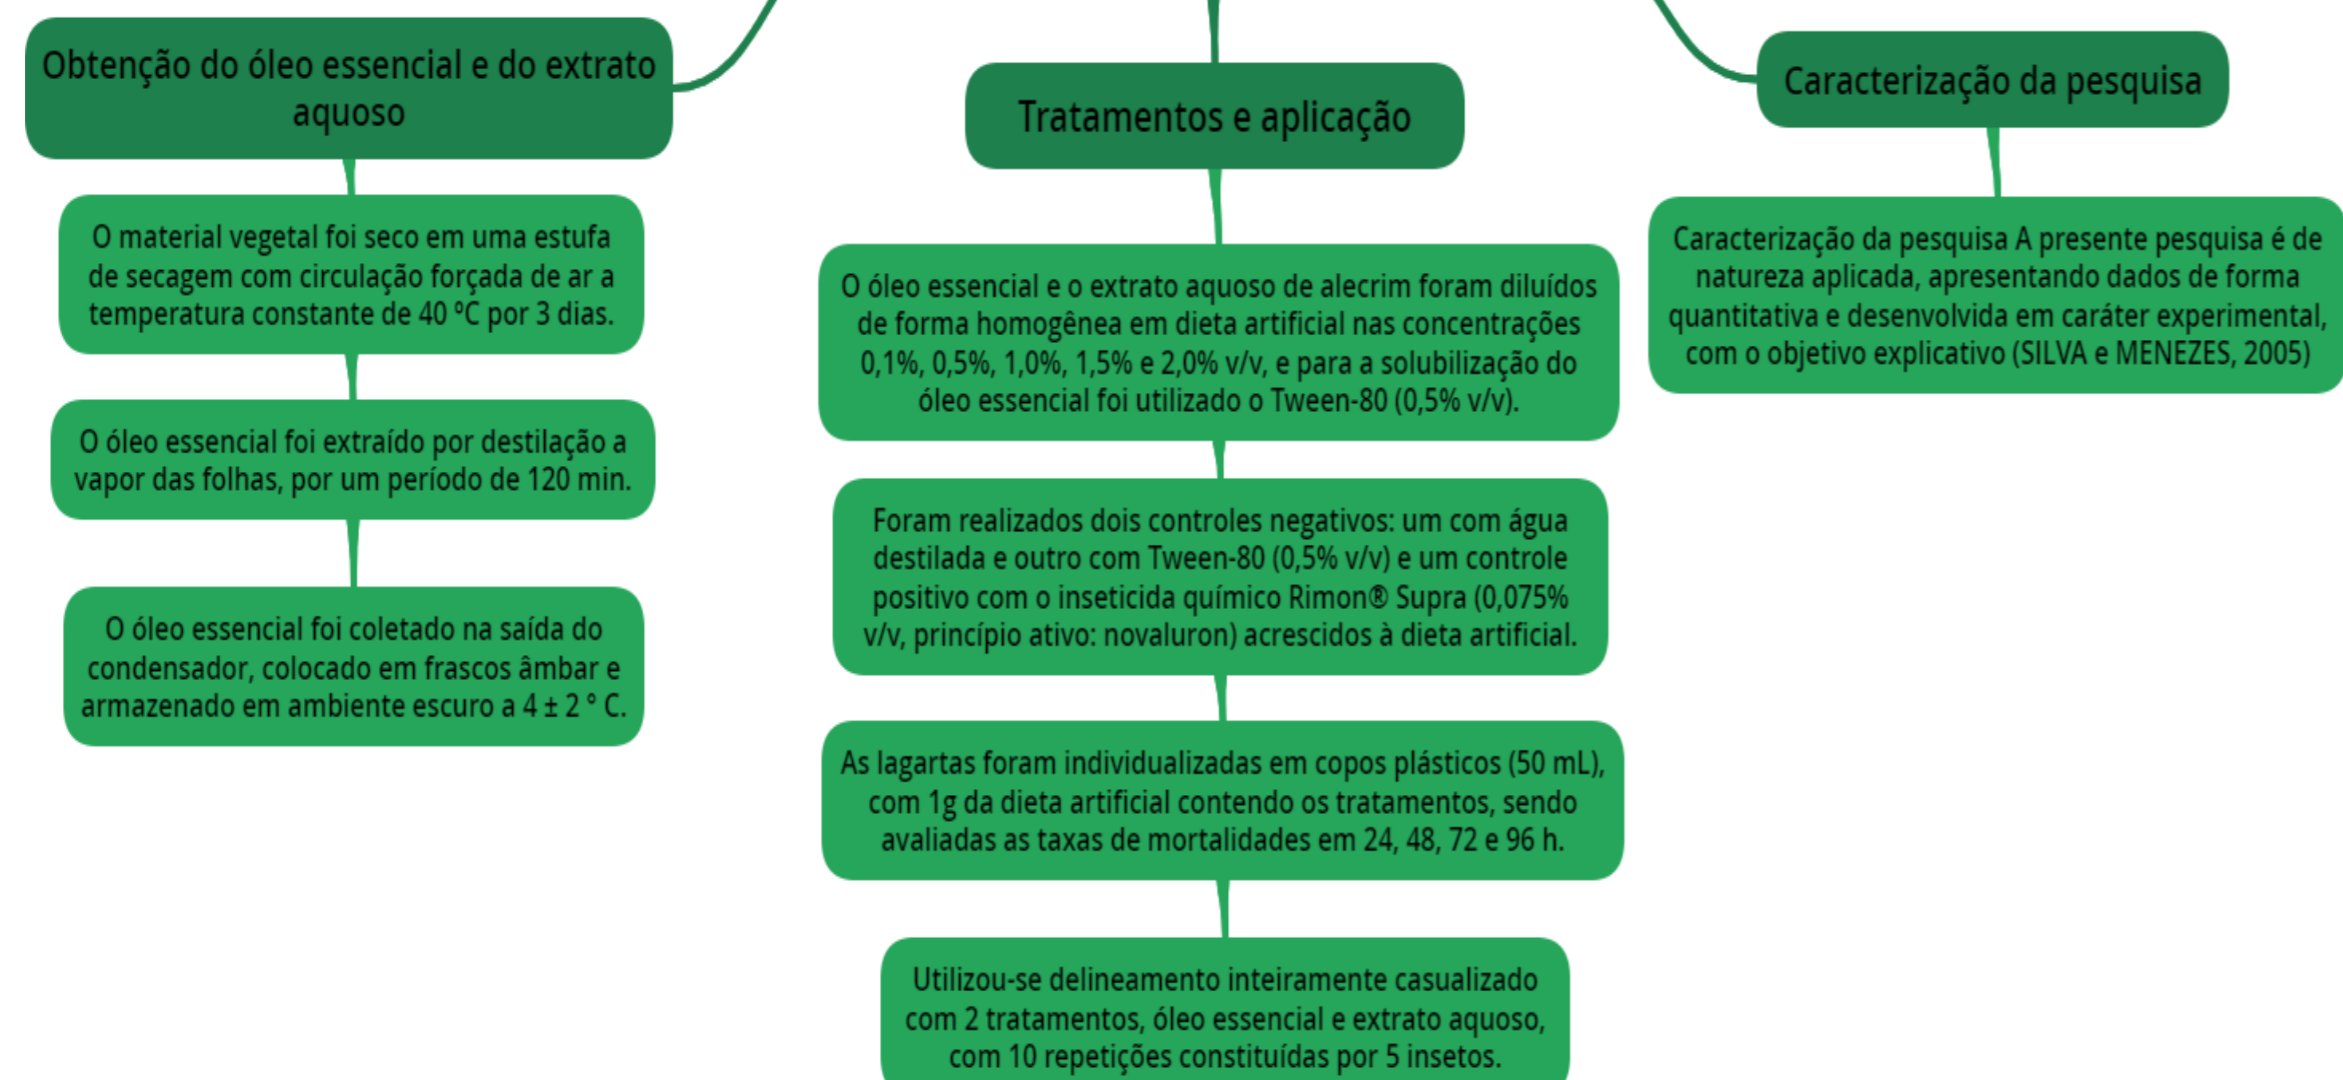 Obtenção do óleo essencial e do extrato
aquoso
O material vegetal foi seco em uma estufa
de secagem com circulação forçada de ar a
temperatura constante de 40 ºC por 3 dias.
O óleo essencial foi extraído por destilação a
vapor das folhas, por um período de 120 min.
O óleo essencial foi coletado na saída do
condensador, colocado em frascos âmbar e
armazenado em ambiente escuro a 4 ± 2 ° C.
Tratamentos e aplicação
O óleo essencial e o extrato aquoso de alecrim foram diluídos
de forma homogênea em dieta artificial nas concentrações
0,1%, 0,5%, 1,0%, 1,5% e 2,0% v/v, e para a solubilização do
óleo essencial foi utilizado o Tween-80 (0,5% v/v).
Foram realizados dois controles negativos: um com água
destilada e outro com Tween-80 (0,5% v/v) e um controle
positivo com o inseticida químico Rimon® Supra (0,075%
v/v, princípio ativo: novaluron) acrescidos à dieta artificial.
As lagartas foram individualizadas em copos plásticos (50 mL),
com 1g da dieta artificial contendo os tratamentos, sendo
avaliadas as taxas de mortalidades em 24, 48, 72 e 96 h.
Utilizou-se delineamento inteiramente casualizado
com 2 tratamentos, óleo essencial e extrato aquoso,
com 10 repetições constituídas por 5 insetos.
Caracterização da pesquisa
Caracterização da pesquisa A presente pesquisa é de
natureza aplicada, apresentando dados de forma
quantitativa e desenvolvida em caráter experimental,
com o objetivo explicativo (SILVA e MENEZES, 2005)